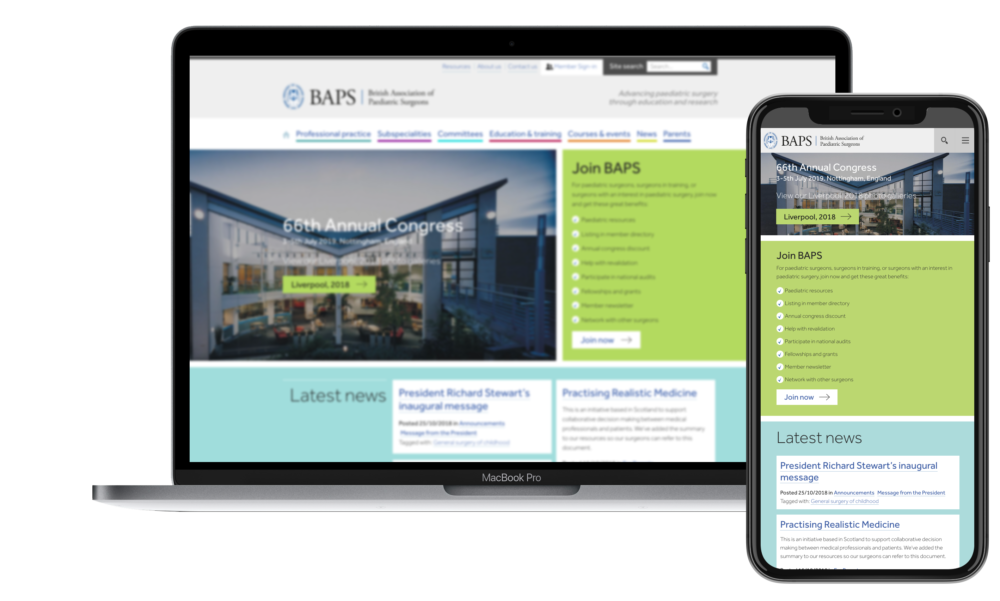 Resources About us Contact us Member Sign in Site search Search...
BAPS British Association of
Paediatric Surgeons
Advancing paediatric surgery
through education and research
Professional practice Subspecialities Committees Education & training Courses & events News Parents
66th Annual Congress
3-5th July 2019, Nottingham, England
Liverpool, 2018
Join BAPS
For paediatric surgeons, surgeons in training, or
surgeons with an interest in paediatric surgery join now
and get these great benefits:
Paediatric resources
Listing in member directory
Annual congress discount
Help with revalidation
Participate in national audits
Fellowships and grants
Member newsletter
Network with other surgeons
Join now
Latest news
President Richard Stewart's
inaugural message
Posted 25/10/2018 in Announcements
Message from the President
Tagged with: General surgery of childhood
Practising Realistic Medicine
This is an initiative based in Scotland to support
collaborative decision making between medical
professionals and patients. We've added the summary
to our resources so our surgeons can refer to this
document.
MacBook Pro
BAPS British Association of
Paediatric Surgeons
66th Annual Congress
3-5th July 2019, Nottingham, England
View our Liverpool 2018 galleries
Liverpool, 2018
Join BAPS
For paediatric surgeons, surgeons in training, or surgeons with an interest in
paediatric surgery join now and get these great benefits:
Paediatric resources
Listing in member directory
Annual congress discount
Help with revalidation
Participate in national audits
Fellowships and grants
Member newsletter
Network with other surgeons
Join now
Latest news
President Richard Stewart's inaugural
message
Posted 25/10/2018 in Announcements Message from the President
Tagged with: General surgery of childhood
Practising Realistic Medicine
This is an initiative based in Scotland to support collaborative decision
making between medical professionals and patients. We've added the
summary to our resources so our surgeons can refer to this document.